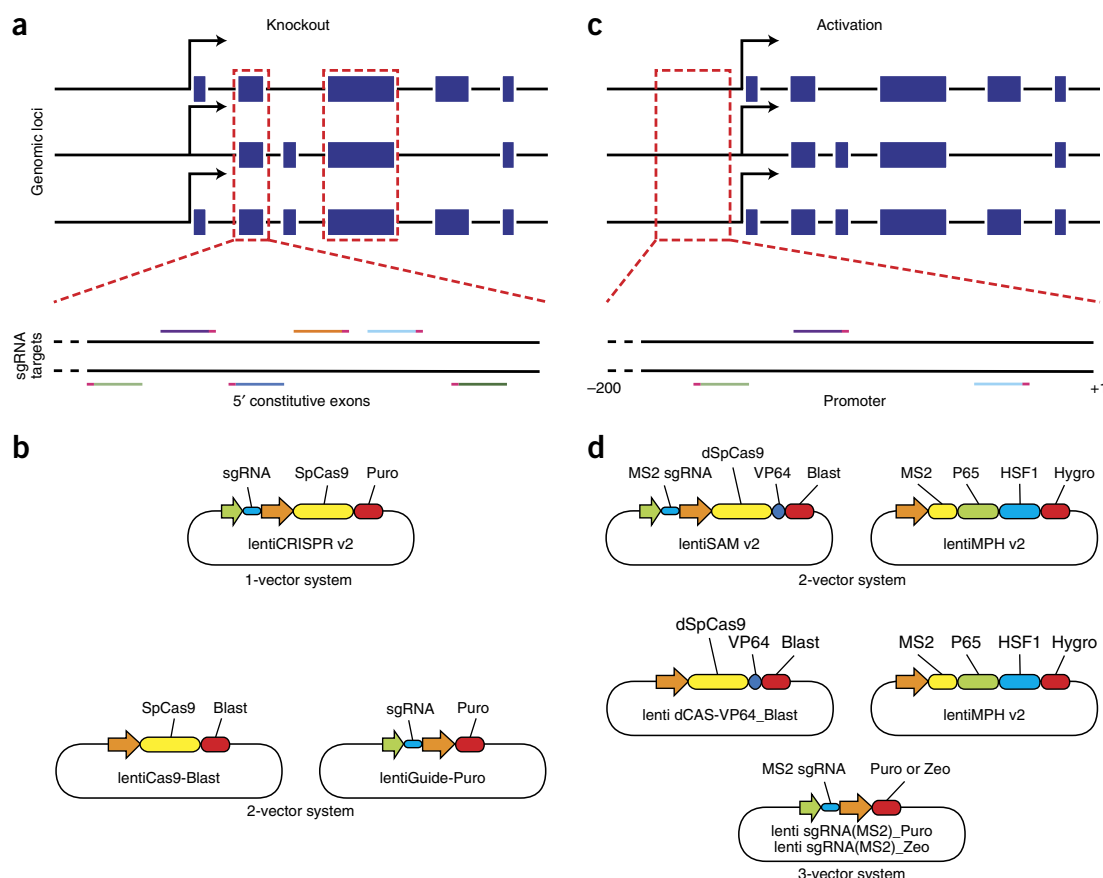 a
Knockout
Genomic loci
sgRNA
targets
5′ constitutive exons
b
sgRNA
SpCas9
Puro
lentiCRISPR v2
1-vector system
SpCas9
Blast
lentiCas9-Blast
sgRNA
Puro
lentiGuide-Puro
2-vector system
c
Activation
–200
Promoter
d
dSpCas9
MS2 sgRNA
VP64
Blast
lentiSAM v2
MS2
P65
HSF1
Hygro
lentiMPH v2
2-vector system
dSpCas9
VP64
Blast
lenti dCAS-VP64_Blast
MS2
P65
HSF1
Hygro
lentiMPH v2
MS2 sgRNA
Puro or Zeo
lenti sgRNA(MS2)_Puro
lenti sgRNA(MS2)_Zeo
3-vector system